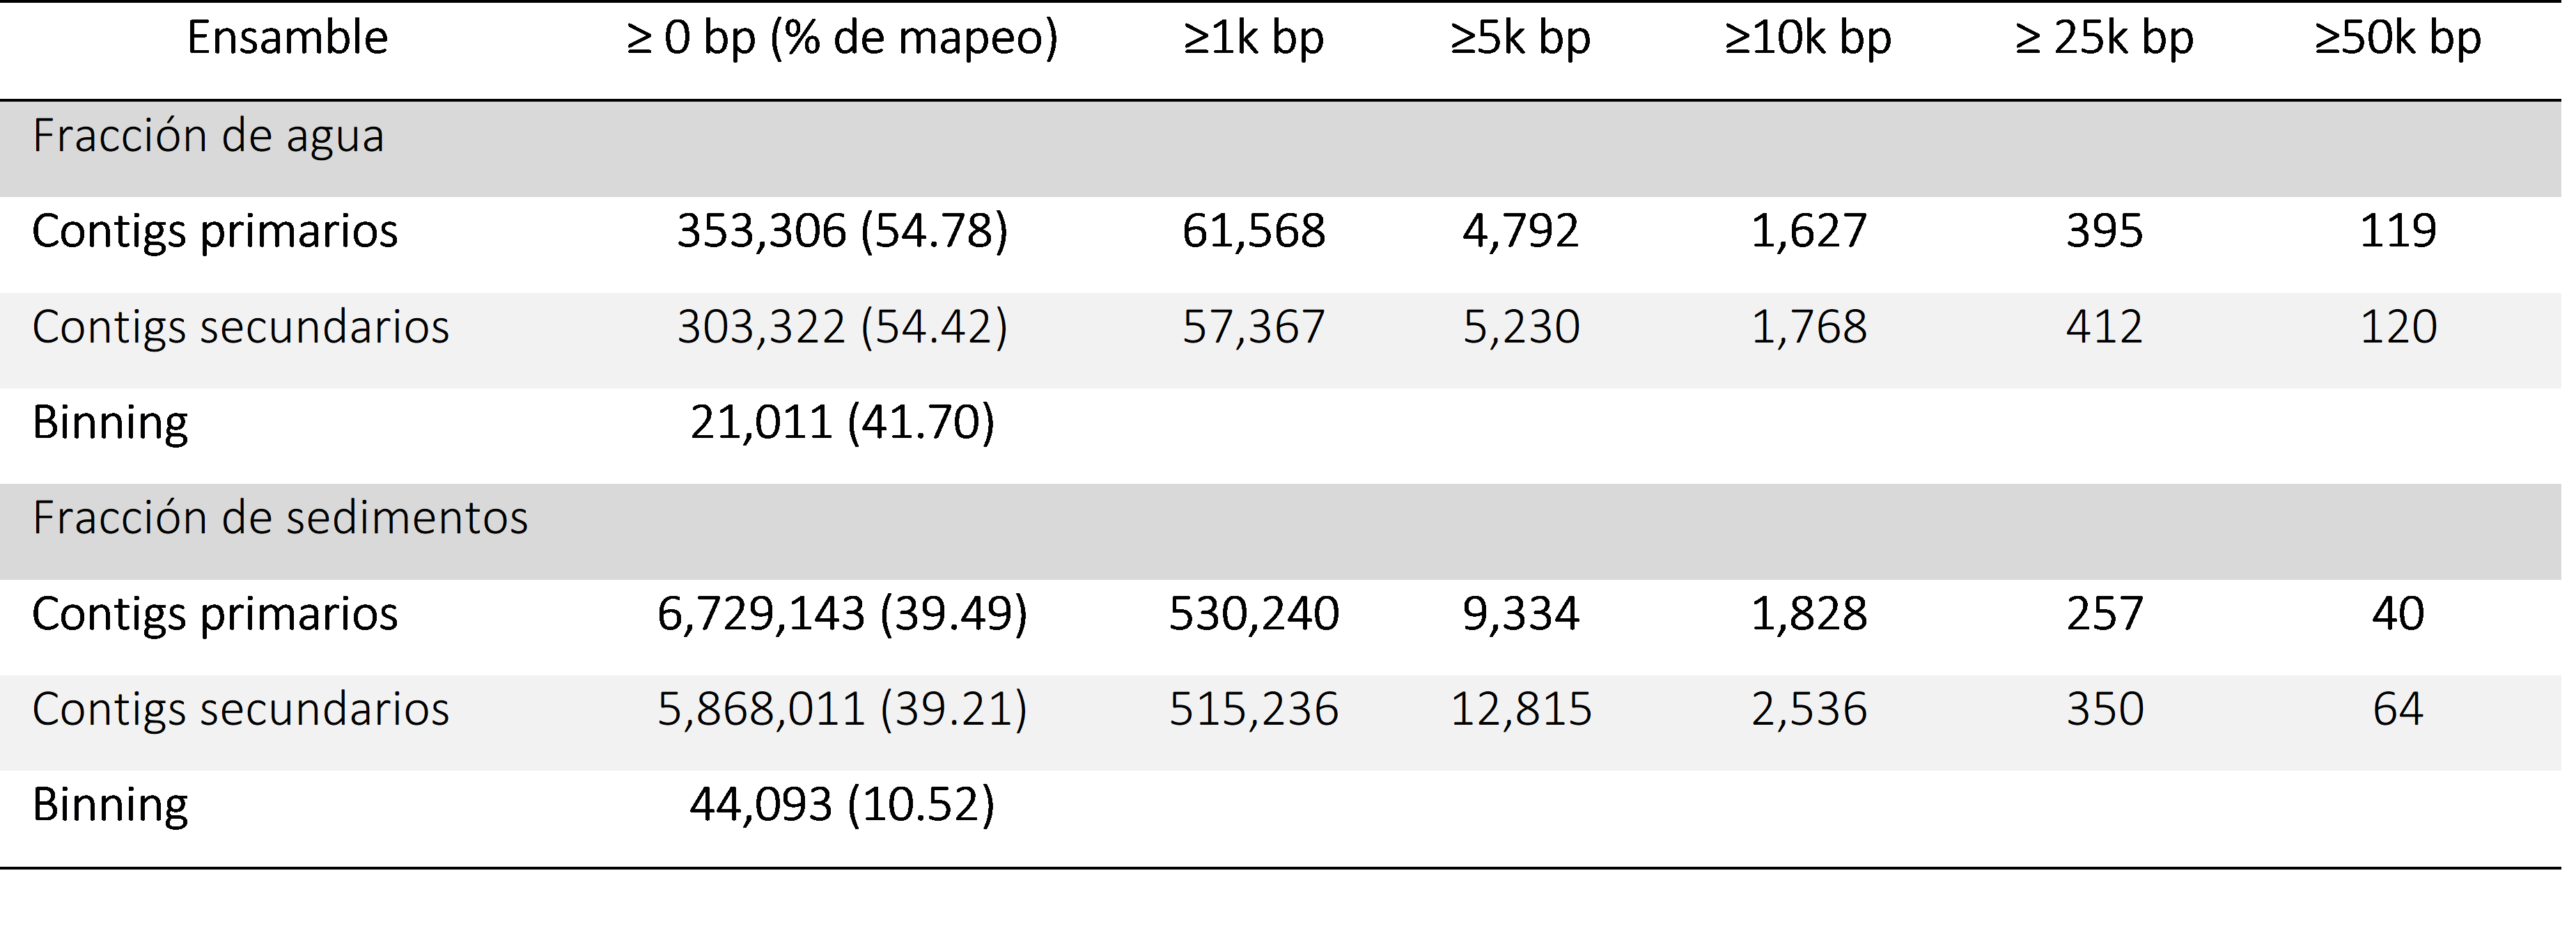 Ensamble ≥ 0 bp (% de mapeo) ≥1k bp ≥5k bp ≥10k bp ≥ 25k bp ≥50k bp
Fracción de agua
Contigs primarios 353,306 (54.78) 61,568 4,792 1,627 395 119
Contigs secundarios 303,322 (54.42) 57,367 5,230 1,768 412 120
Binning 21,011 (41.70)
Fracción de sedimentos
Contigs primarios 6,729,143 (39.49) 530,240 9,334 1,828 257 40
Contigs secundarios 5,868,011 (39.21) 515,236 12,815 2,536 350 64
Binning 44,093 (10.52)